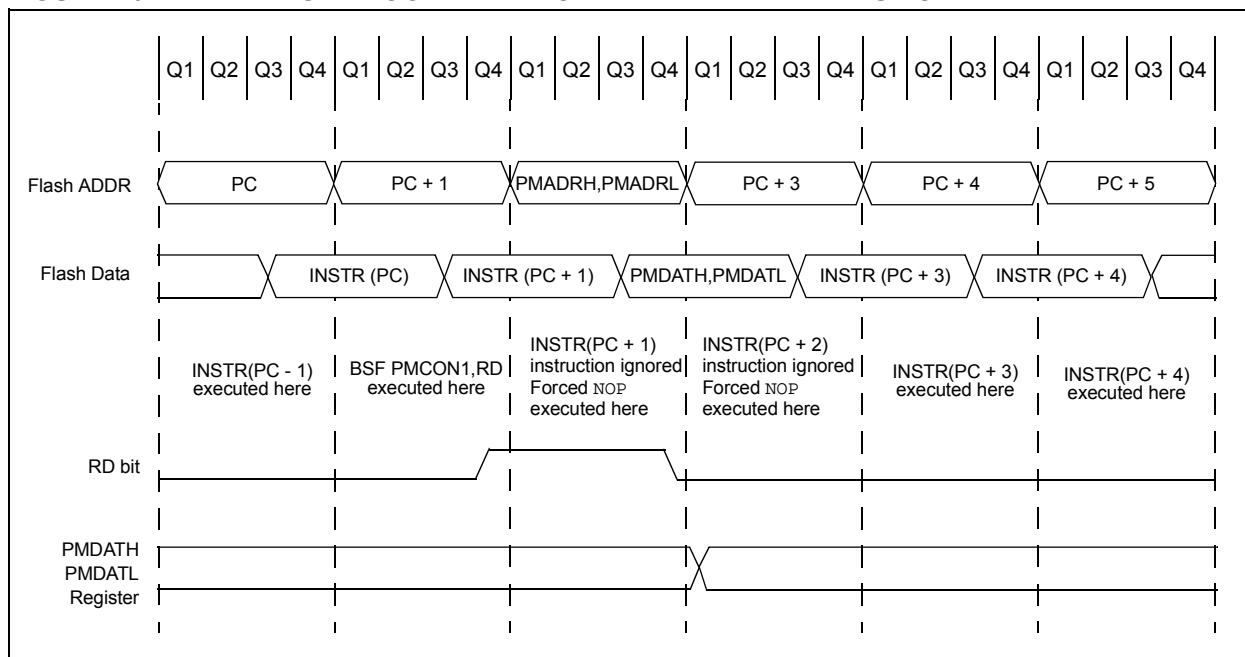 Q1 Q2 Q3 Q4 Q1 Q2 Q3 Q4 Q1 Q2 Q3 Q4 Q1 Q2 Q3 Q4 Q1 Q2 Q3 Q4 Q1 Q2 Q3 Q4
Flash ADDR PC PC + 1 PMADRH,PMADRL PC + 3 PC + 4 PC + 5
Flash Data INSTR (PC) INSTR (PC + 1) PMDATH,PMDATL INSTR (PC + 3) INSTR (PC + 4)
INSTR(PC - 1)
executed here
BSF PMCON1,RD
executed here
INSTR(PC + 1)
instruction ignored
Forced NOP
executed here
INSTR(PC + 2)
instruction ignored
Forced NOP
executed here
INSTR(PC + 3)
executed here
INSTR(PC + 4)
executed here
RD bit
PMDATH
PMDATL
Register